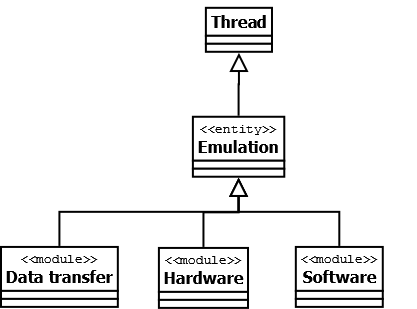 Thread
<<entity>>
Emulation
<<module>>
Data transfer
<<module>>
Hardware
<<module>>
Software